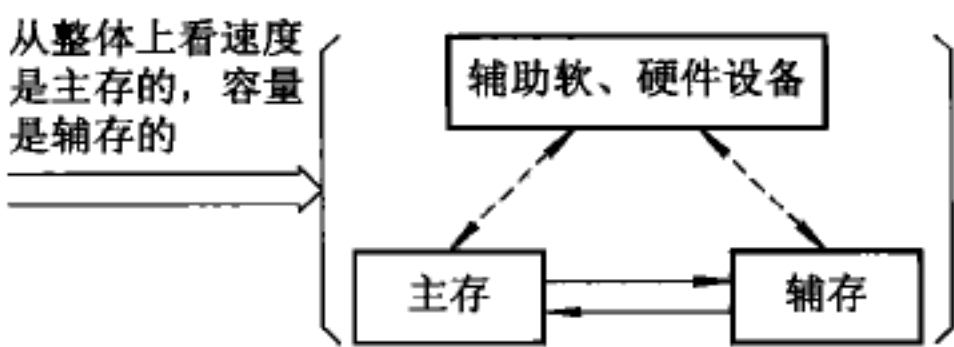 从整体上看速度
是主存的，容量
是辅存的
辅助软、硬件设备
主存
辅存